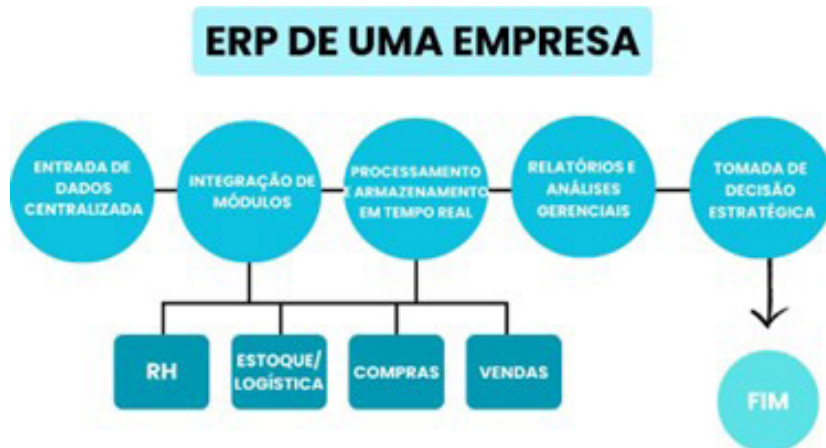 ERP DE UMA EMPRESA
ENTRADA DE
DADOS
CENTRALIZADA
INTEGRAÇÃO DE
MÓDULOS
PROCESSAMENTO
E ARMAZENAMENTO
EM TEMPO REAL
RELATÓRIOS E
ANÁLISES
GERENCIAIS
TOMADA DE
DECISÃO
ESTRATÉGICA
RH
ESTOQUE/
LOGÍSTICA
COMPRAS
VENDAS
FIM